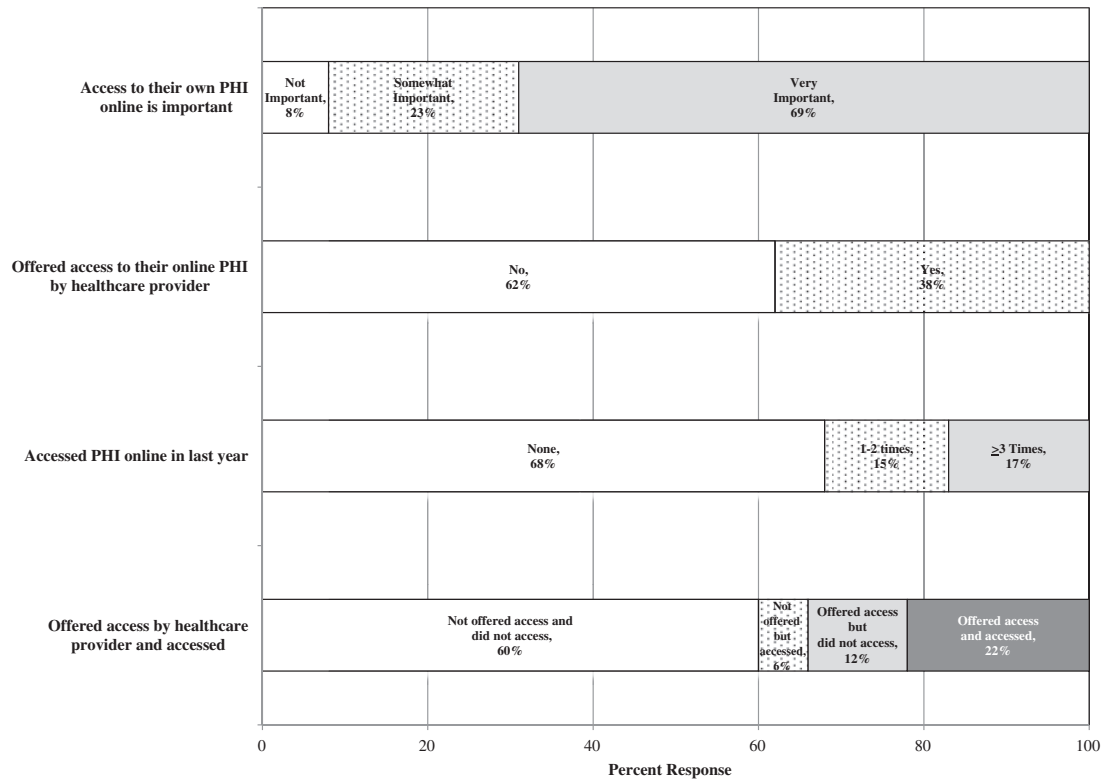 Access to their own PHI
online is important
Not
Important,
8%
Somewhat
Important,
23%
Very
Important,
69%
Offered access to their online PHI
by healthcare provider
No,
62%
Yes,
38%
Accessed PHI online in last year
None,
68%
1-2 times,
15%
≥3 Times,
17%
Offered access by healthcare
provider and accessed
Not offered access and
did not access,
60%
Not
offered
but
accessed,
6%
Offered access
but
did not access,
12%
Offered access
and accessed,
22%
0
20
40
60
80
100
Percent Response